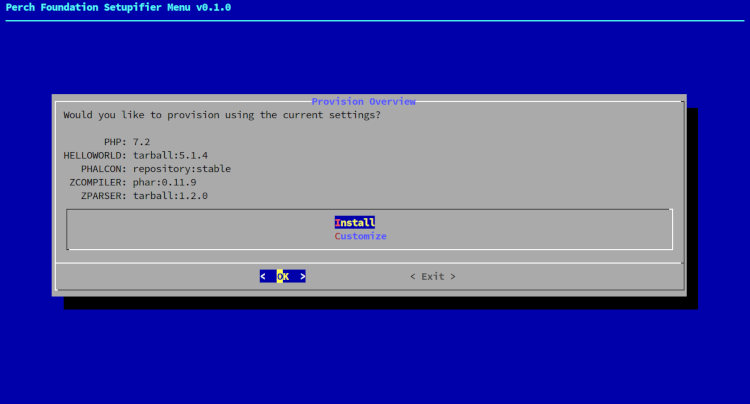 Perch Foundation Setupifier Menu v0.1.0
Provision Overview
Would you like to provision using the current settings?
PHP: 7.2
HELLOWORLD: tarball:5.1.4
PHALCON: repository:stable
ZCOMPILER: phar:0.11.9
ZPARSER: tarball:1.2.0
Install
Customize
< OK > < Exit >